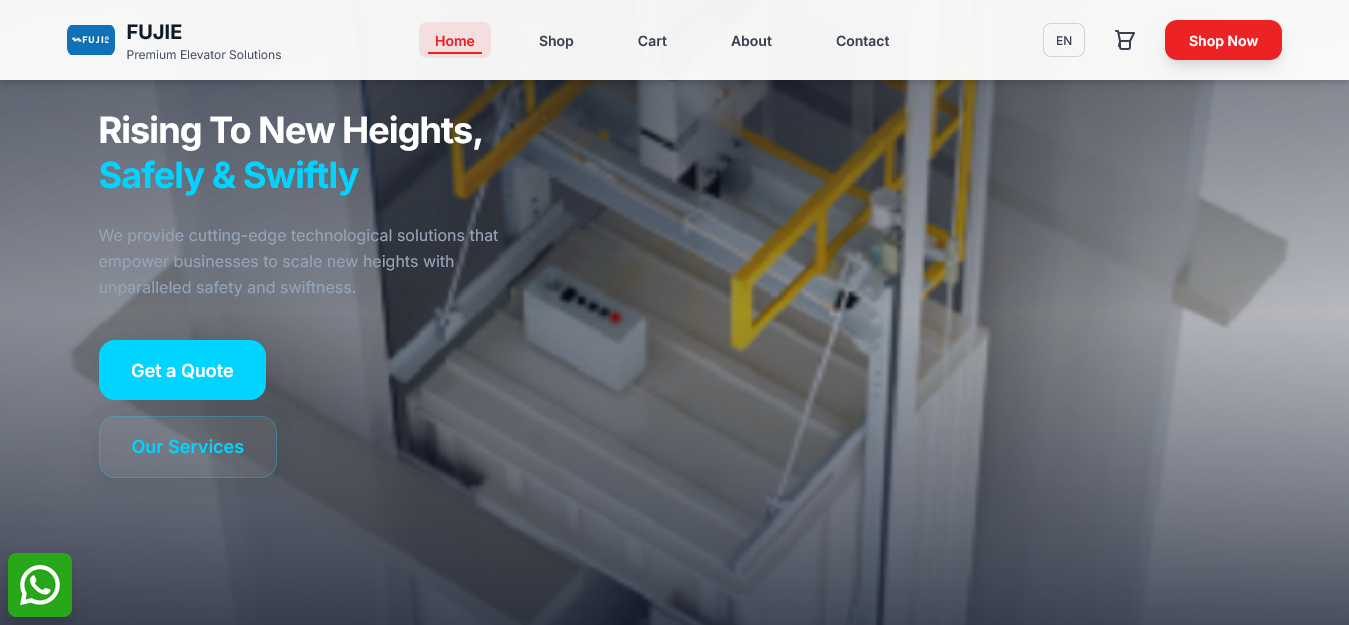 FUJIE
FUJIE
Premium Elevator Solutions
Home
Shop
Cart
About
Contact
EN
Shop Now
Rising To New Heights,
Safely & Swiftly
We provide cutting-edge technological solutions that
empower businesses to scale new heights with
unparalleled safety and swiftness.
Get a Quote
Our Services